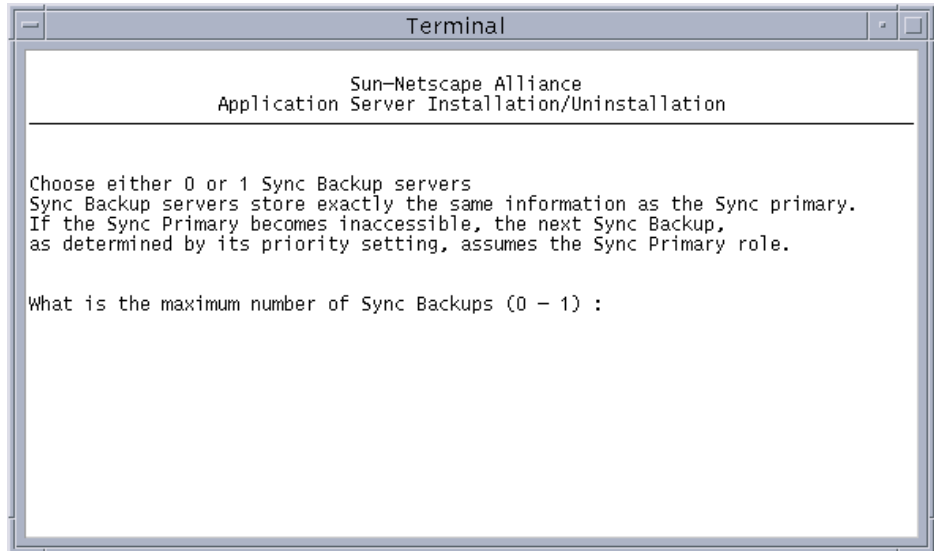 Terminal
Sun-Netscape Alliance
Application Server Installation/Uninstallation
Choose either 0 or 1 Sync Backup servers
Sync Backup servers store exactly the same information as the Sync primary.
If the Sync Primary becomes inaccessible, the next Sync Backup,
as determined by its priority setting, assumes the Sync Primary role.
What is the maximum number of Sync Backups (0 - 1) :